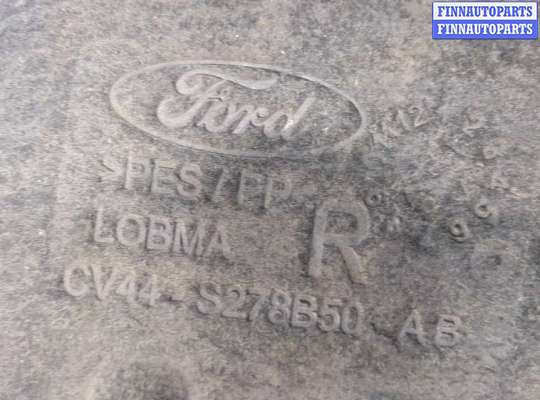 FINNAUTOPARTS
FINNAUTOPARTS
Ford
>PES/PP
LOBMA
R
CV44-S278B50-AB